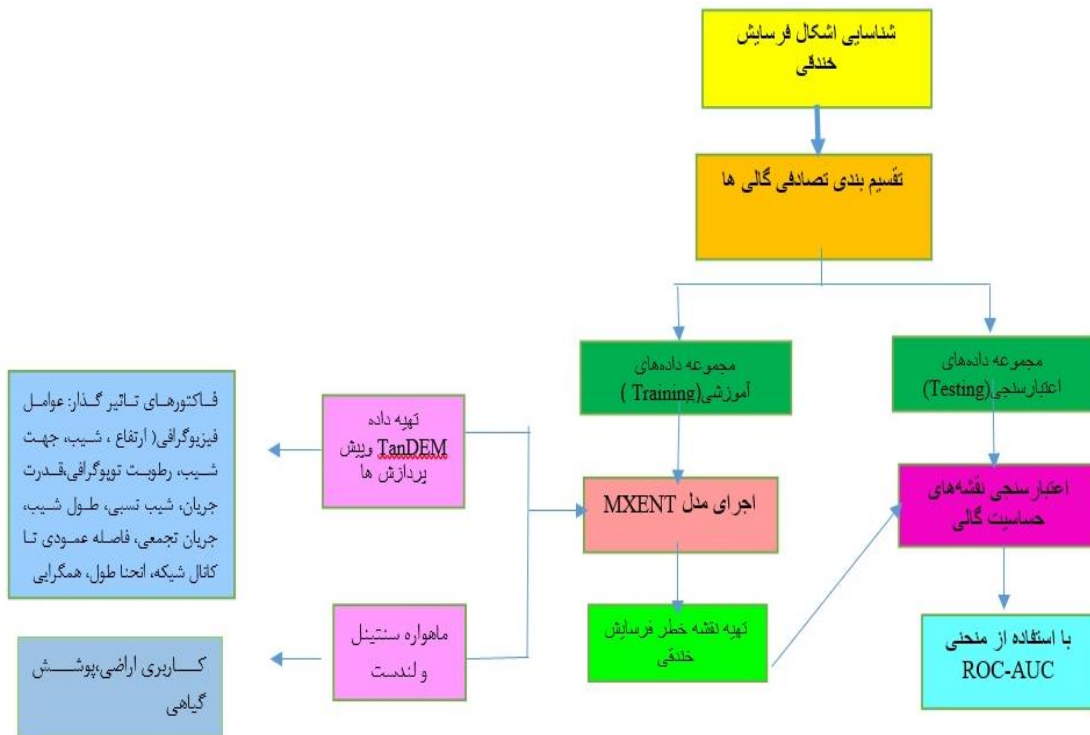 شناسایی اشکال فرسایش
خندقی
تقسیم بندی تصادفی گالی ها
مجموعه داده‌های
اعتبارسنجی(Testing)
مجموعه داده‌های
آموزشی(Training )
تهیه داده
TanDEM وپیش
پردازش ها
فاکتورهای تاثیر گذار: عوامل
فیزیوگرافی( ارتفاع ، شیب، جهت
شیب، رطوبت توپوگرافی،قدرت
جریان، شیب نسبی، طول شیب،
جریان تجمعی، فاصله عمودی تا
کانال شبکه، انحنا طول، همگرایی
اعتبارسنجی نقشه‌های
حساسیت گالی
اجرای مدل MXENT
با استفاده از منحنی
ROC-AUC
تهیه نقشه خطر فرسایش
خندقی
ماهواره سنتینل
و لندست
کاربری اراضی،پوشش
گیاهی